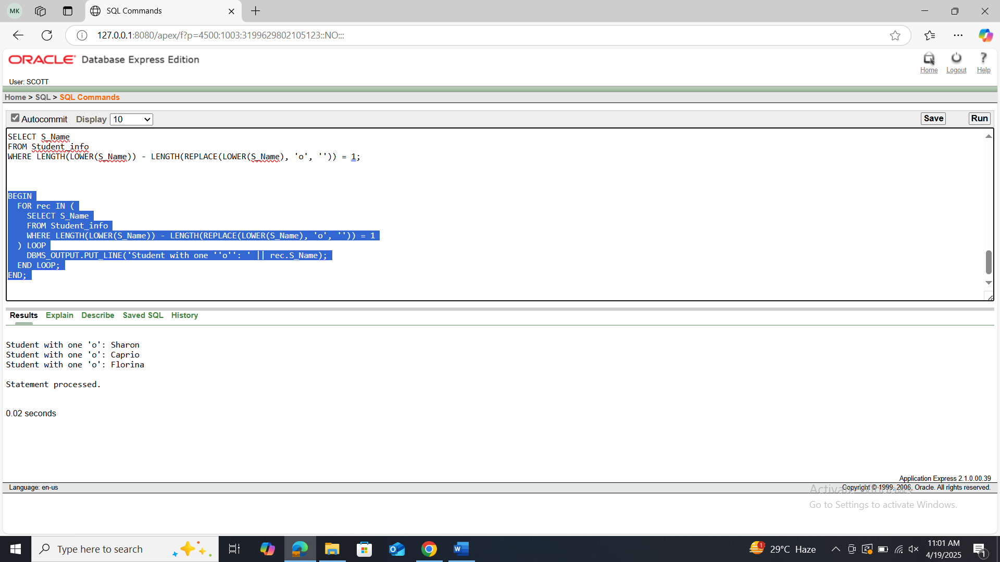 MK
SQL Commands
127.0.0.1:8080/apex/f?p=4500:1003:3199629802105123::NO:::
ORACLE Database Express Edition
Home Logout Help
User: SCOTT
Home > SQL > SQL Commands
Autocommit Display 10 Save Run
SELECT S_Name
FROM Student_info
WHERE LENGTH(LOWER(S_Name)) - LENGTH(REPLACE(LOWER(S_Name), 'o', '')) = 1;
BEGIN
FOR rec IN (
SELECT S_Name
FROM Student_info
WHERE LENGTH(LOWER(S_Name)) - LENGTH(REPLACE(LOWER(S_Name), 'o', '')) = 1
) LOOP
DBMS_OUTPUT.PUT_LINE('Student with one ''o'': ' || rec.S_Name);
END LOOP;
END;
Results Explain Describe Saved SQL History
Student with one 'o': Sharon
Student with one 'o': Caprio
Student with one 'o': Florina
Statement processed.
0.02 seconds
Application Express 2.1.0.00.39
Language: en-us Copyright © 1999, 2006, Oracle. All rights reserved.
Activate Windows
Go to Settings to activate Windows.
Type here to search
1 29°C Haze
11:01 AM
4/19/2025
1